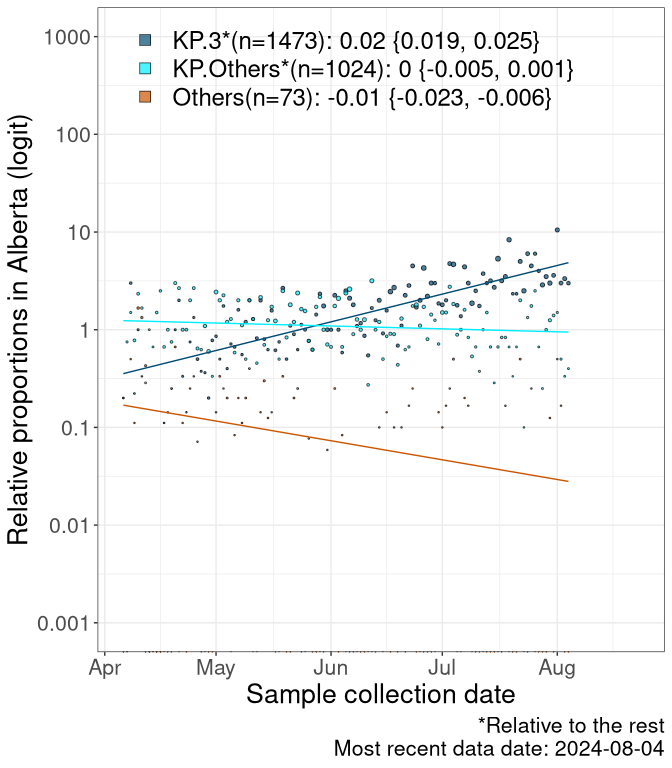 KP.3*(n=1473): 0.02 {0.019, 0.025}
KP.Others*(n=1024): 0 {-0.005, 0.001}
Others(n=73): -0.01 {-0.023, -0.006}
Relative proportions in Alberta (logit)
1000
100
10
1
0.1
0.01
0.001
Apr May Jun Jul Aug
Sample collection date
*Relative to the rest
Most recent data date: 2024-08-04